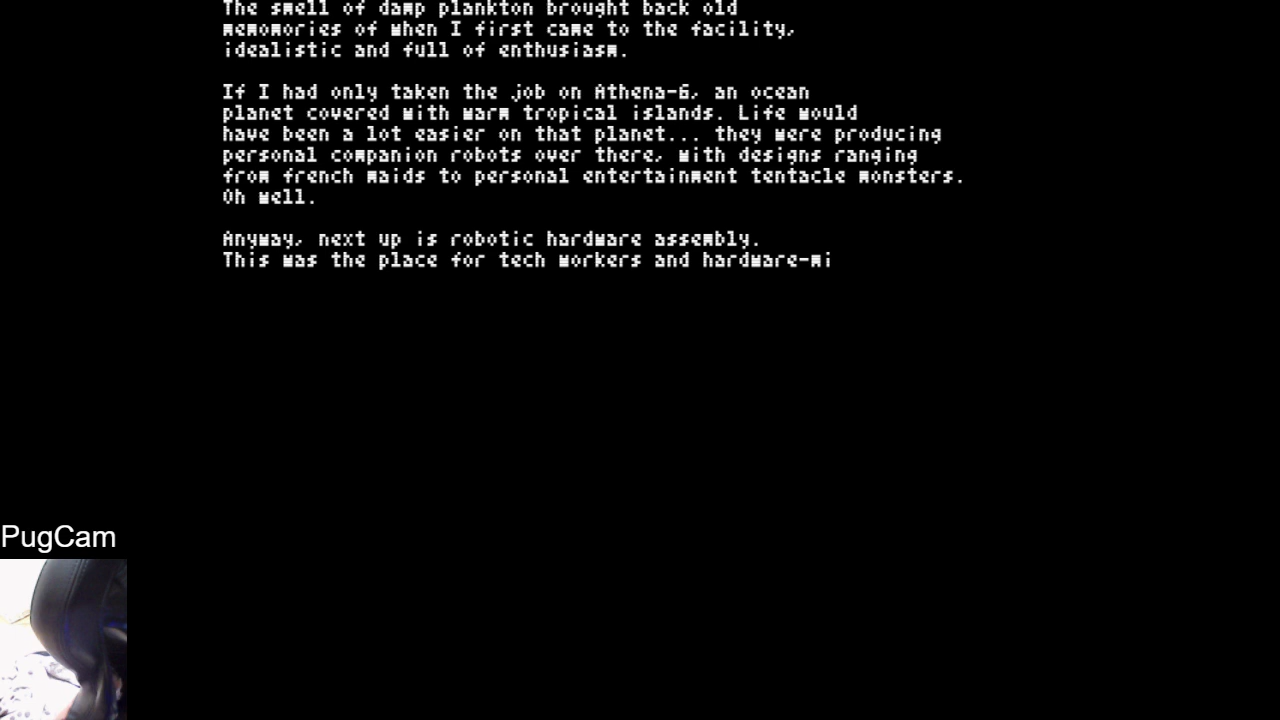 The smell of damp plankton brought back old
memomories of when I first came to the facility,
idealistic and full of enthusiasm.
If I had only taken the job on Athena-6, an ocean
planet covered with warm tropical islands. Life would
have been a lot easier on that planet... they were producing
personal companion robots over there, with designs ranging
from french maids to personal entertainment tentacle monsters.
Oh well.
Anyway, next up is robotic hardware assembly.
This was the place for tech workers and hardware-mi
PugCam